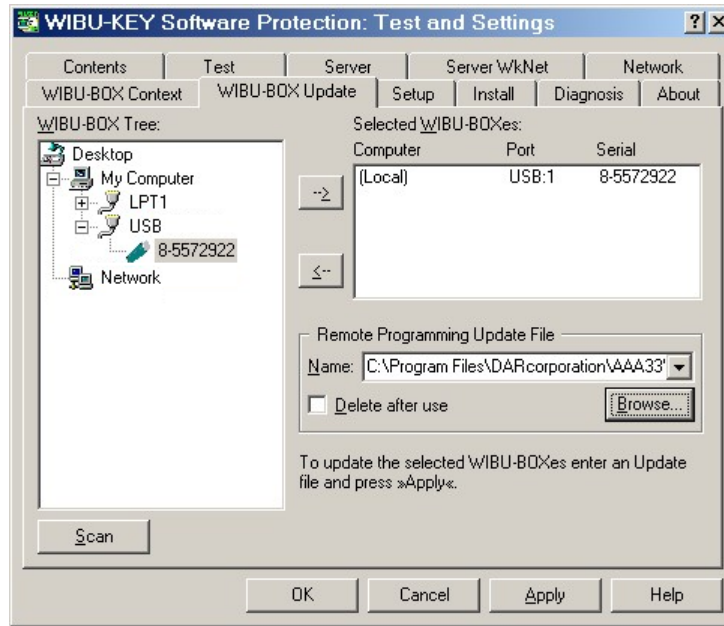 WIBU-KEY Software Protection: Test and Settings
Contents Test Server Server WkNet Network
WIBU-BOX Context WIBU-BOX Update Setup Install Diagnosis About
WIBU-BOX Tree:
Desktop
My Computer
LPT1
USB
8-5572922
Network
Scan
Selected WIBU-BOXes:
Computer Port Serial
(Local) USB:1 8-5572922
-->
<--
Remote Programming Update File
Name: C:\Program Files\DARcorporation\AAA33'
Delete after use Browse...
To update the selected WIBU-BOXes enter an Update
file and press »Apply«.
OK Cancel Apply Help